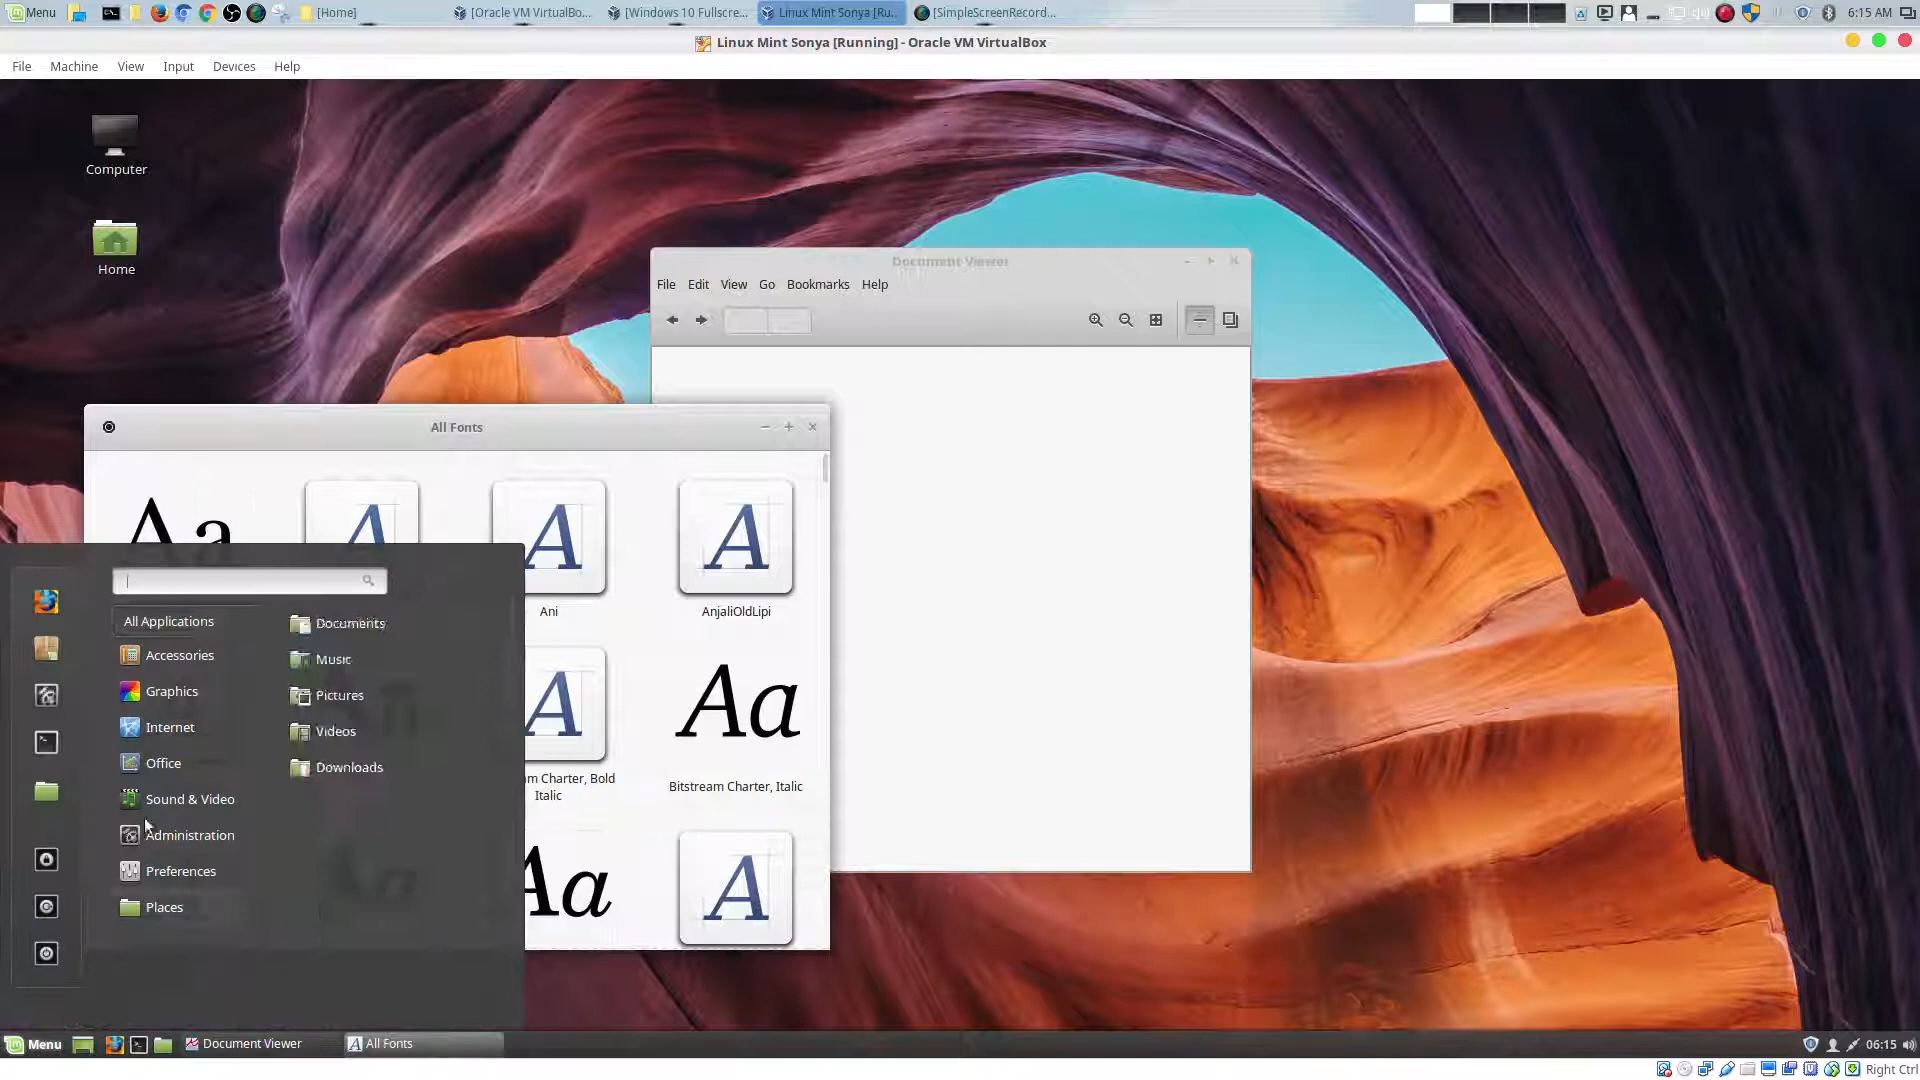 Menu
[Home]
[Oracle VM VirtualBo...
[Windows 10 Fullscre...
Linux Mint Sonya [Ru...
[SimpleScreenRecord...
6:15 AM
Linux Mint Sonya [Running] - Oracle VM VirtualBox
File Machine View Input Devices Help
Computer
Home
Document Viewer
File Edit View Go Bookmarks Help
All Fonts
Aa
A
A
A
Ani
AnjaliOldLipi
A
Aa
m Charter, Bold
Italic
Bitstream Charter, Italic
Aa
A
All Applications
Accessories
Graphics
Internet
Office
Sound & Video
Administration
Preferences
Places
Documents
Music
Pictures
Videos
Downloads
Menu
Document Viewer
All Fonts
06:15
Right Ctrl